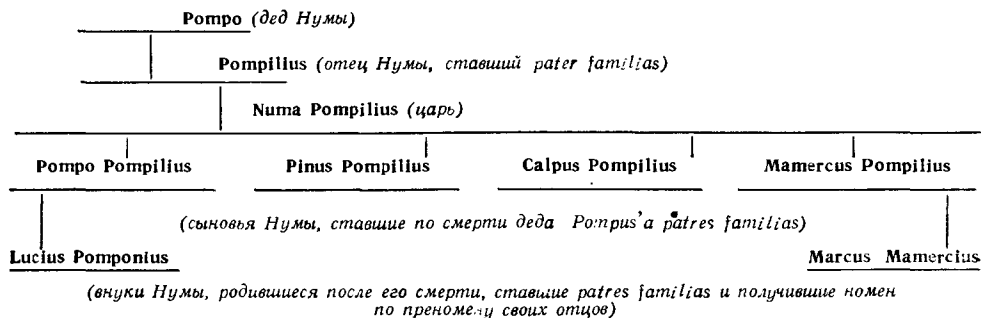 Pompo (дед Нумы)
Pompilius (отец Нумы, ставший pater familias)
Numa Pompilius (царь)
Pompo Pompilius Pinus Pompilius Calpus Pompilius Mamercus Pompilius
(сыновья Нумы, ставшие по смерти деда Pompus'a patres familias)
Lucius Pomponius Marcus Mamercius
(внуки Нумы, родившиеся после его смерти, ставшие patres familias и получившие номен
по преномену своих отцов)